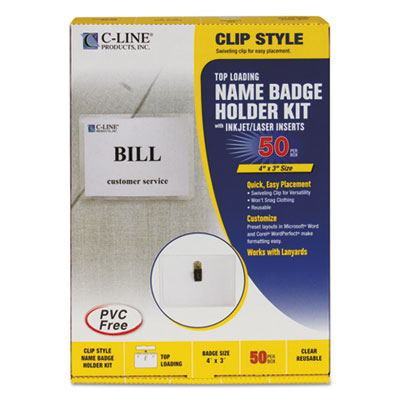 C-LINE®
PRODUCTS, INC.
CLIP STYLE
Swiveling clip for easy placement.
TOP LOADING
NAME BADGE
HOLDER KIT
with INKJET/LASER INSERTS
50 PER BOX
4" x 3" Size
C-LINE
BILL
customer service
Quick, Easy Placement
• Swiveling Clip for Versatility
• Won't Snag Clothing
• Reusable
Customize
Preset layouts in Microsoft® Word
and Corel® WordPerfect® make
formatting easy.
Works with Lanyards
PVC
Free
CLIP STYLE
NAME BADGE
HOLDER KIT
TOP
LOADING
BADGE SIZE
4" x 3"
50 PER BOX
CLEAR
REUSABLE